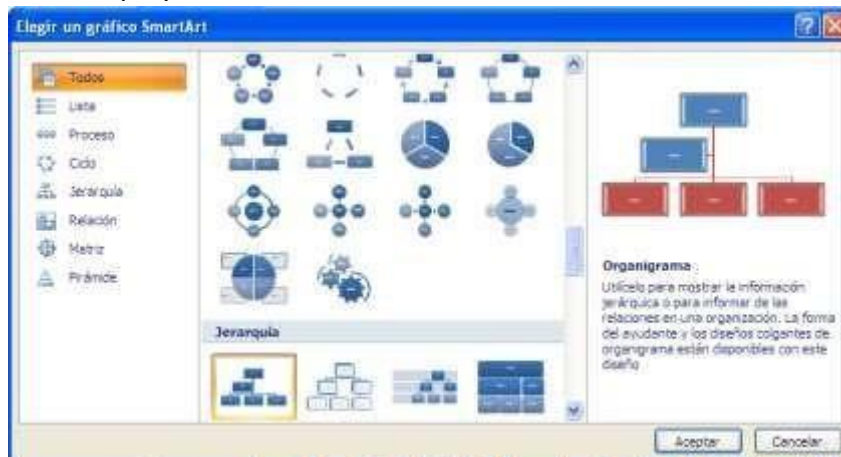 Elegir un gráfico SmartArt
Todos
Lista
Proceso
Ciclo
Jerarquía
Relación
Matriz
Pirámide
Jerarquía
Organigrama
Utilícelo para mostrar la información
jerárquica o para informar de las
relaciones en una organización. La forma
del ayudante y los diseños colgantes de
organigrama están disponibles con este
diseño
Aceptar
Cancelar